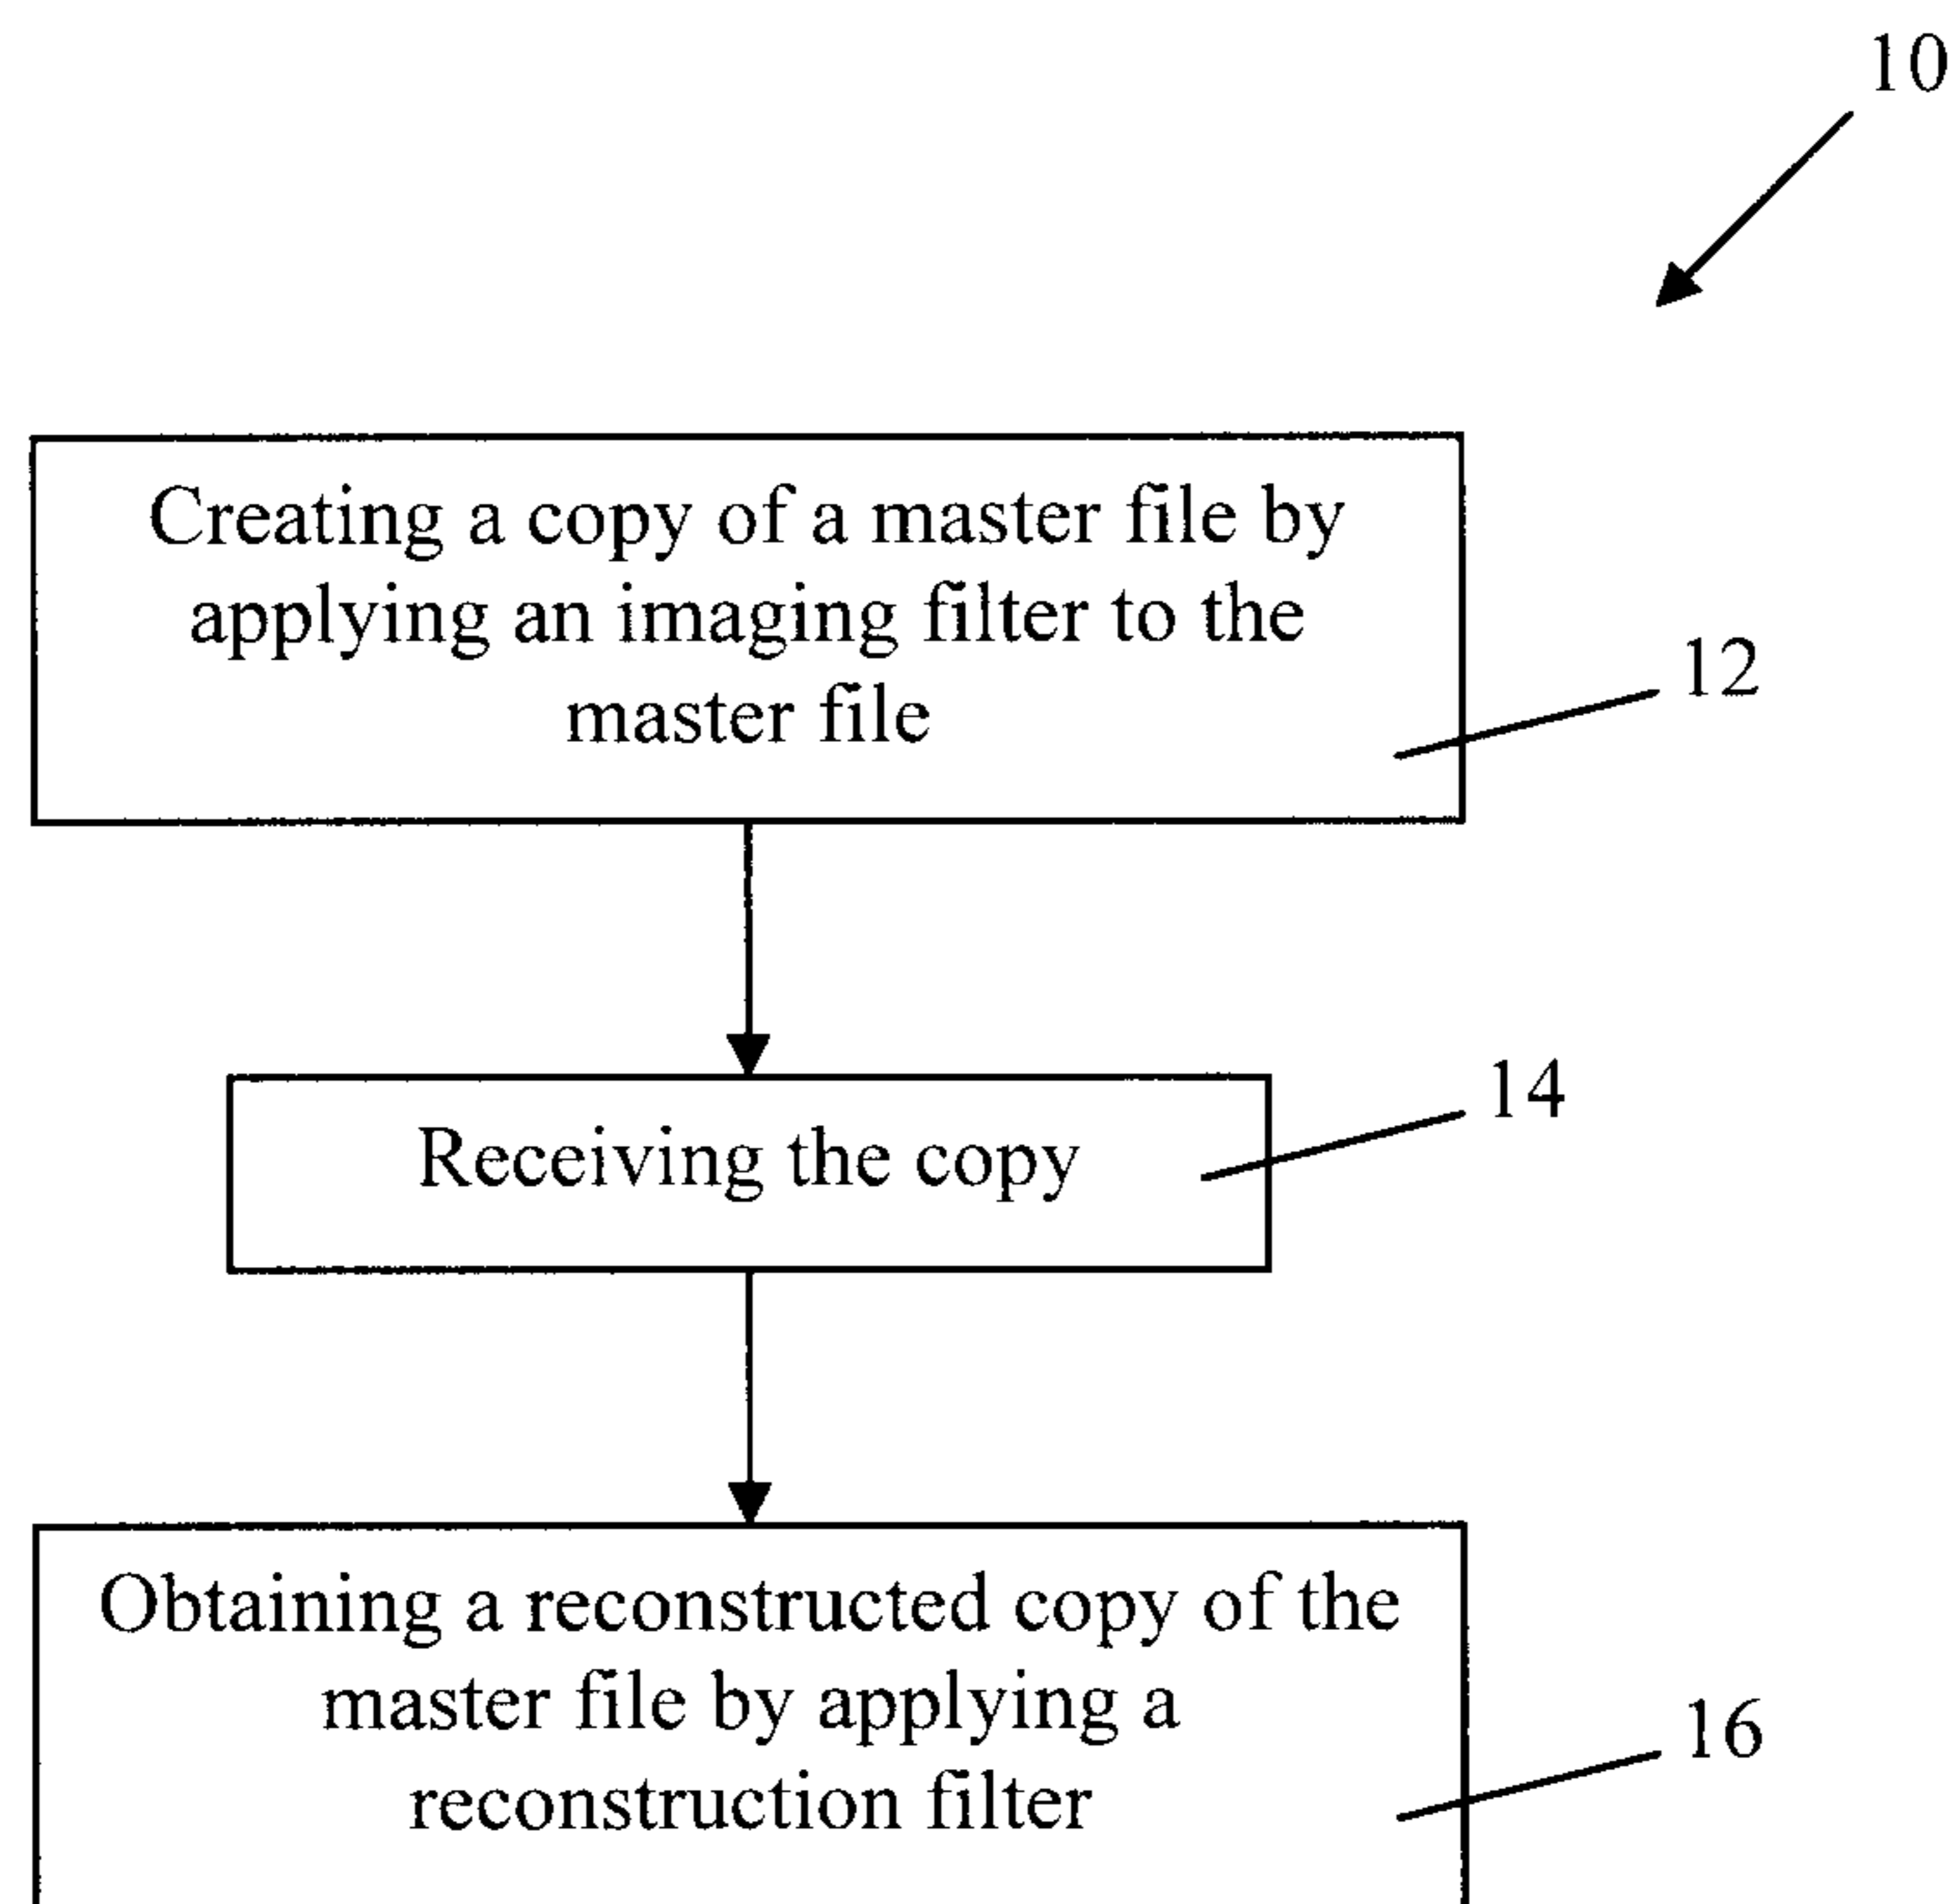 10
Creating a copy of a master file by
applying an imaging filter to the
master file
12
Receiving the copy
14
Obtaining a reconstructed copy of the
master file by applying a
reconstruction filter
16